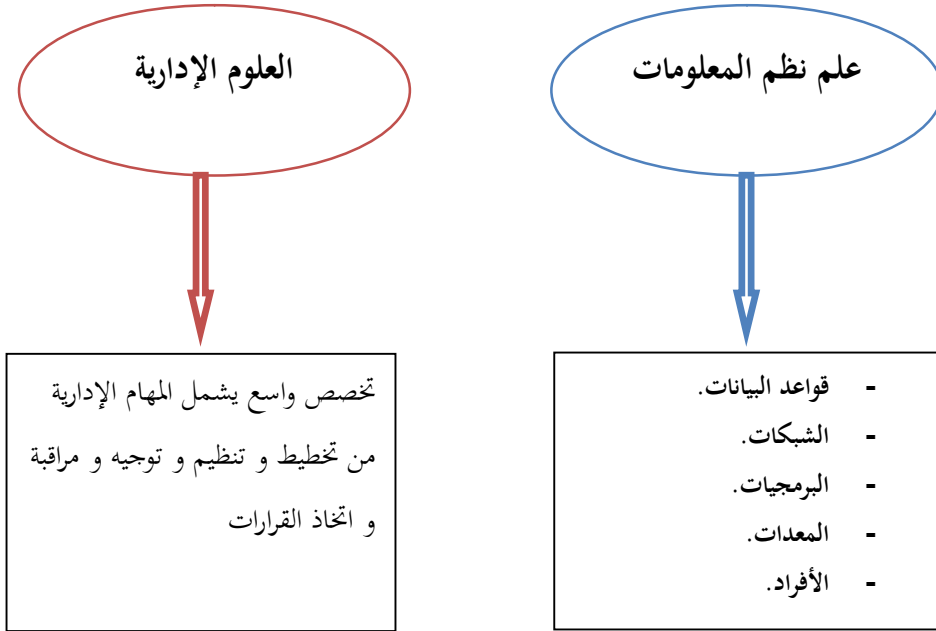 علم نظم المعلومات
العلوم الإدارية
- قواعد البيانات.
- الشبكات.
- البرمجيات.
- المعدات.
- الأفراد.
تخصص واسع يشمل المهام الإدارية
من تخطيط و تنظيم و توجيه و مراقبة
و اتخاذ القرارات